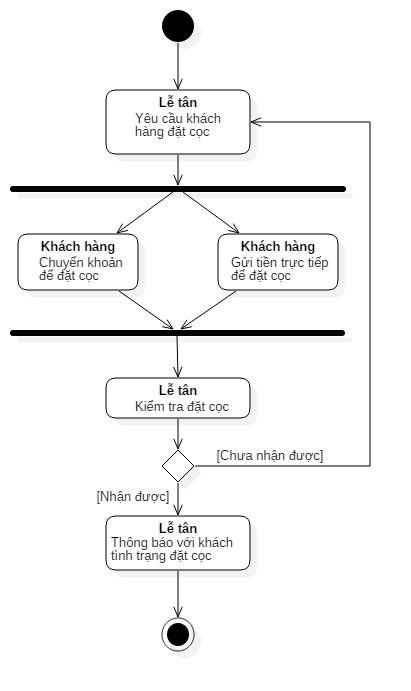 Lễ tân
Yêu cầu khách
hàng đặt cọc
Khách hàng
Chuyển khoản
để đặt cọc
Khách hàng
Gửi tiền trực tiếp
để đặt cọc
Lễ tân
Kiểm tra đặt cọc
[Chưa nhận được]
[Nhận được]
Lễ tân
Thông báo với khách
tình trạng đặt cọc